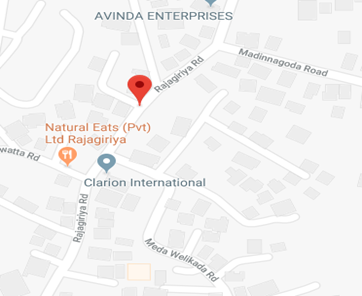 AVINDA ENTERPRISES
Madinnagoda Road
Rajagiriya Rd
Natural Eats (Pvt)
Ltd Rajagiriya
watta Rd
Clarion International
Rajagiriya Rd
Meda Welikada Rd